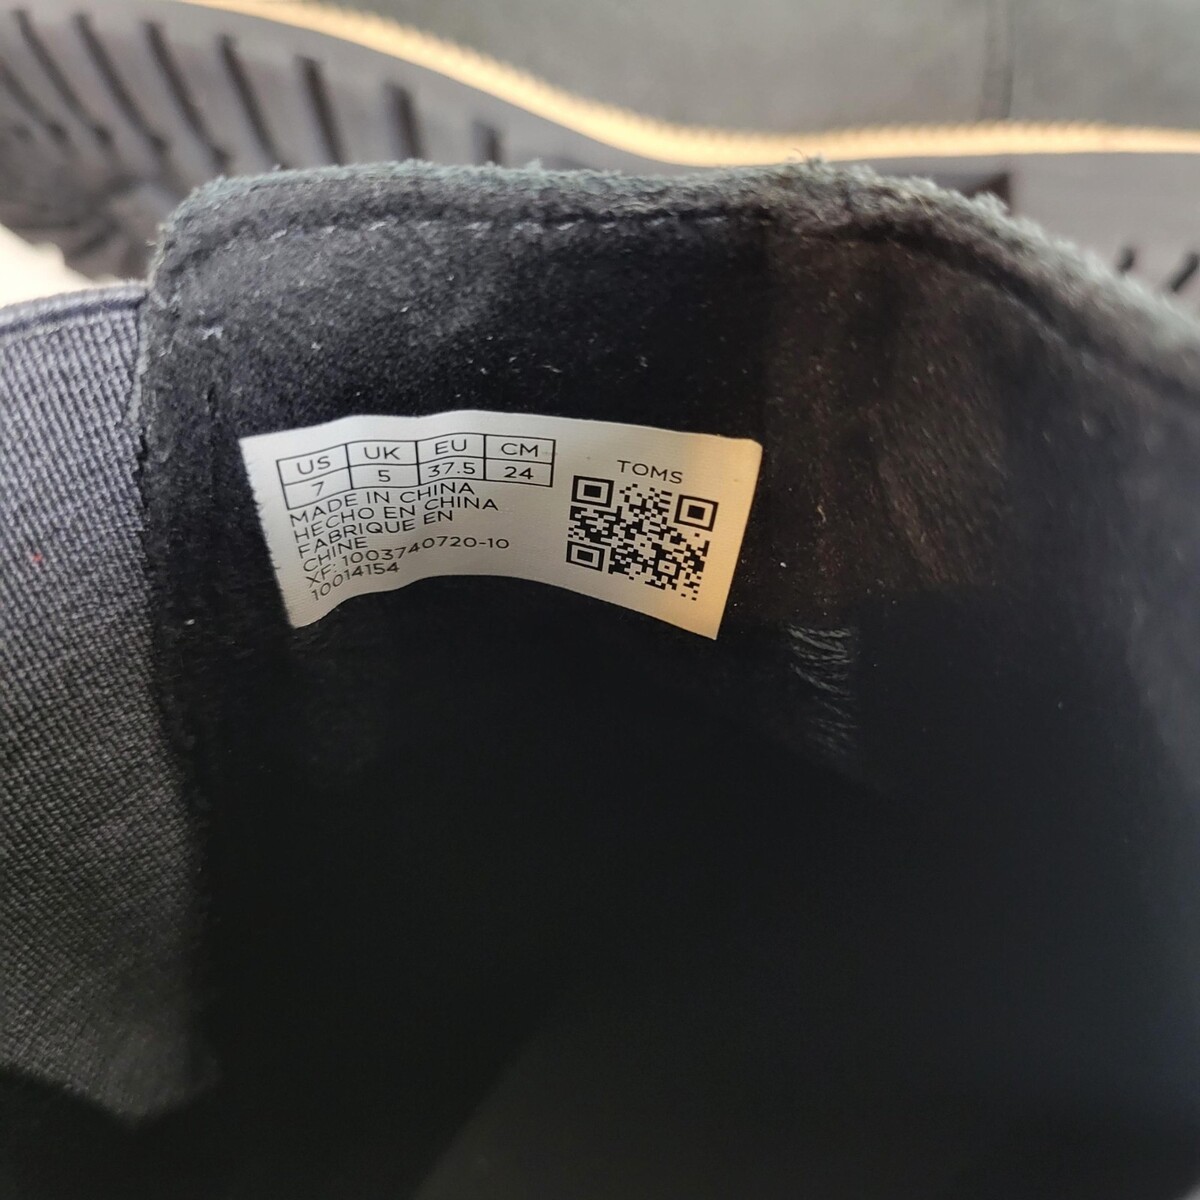 US UK EU CM
7 5 37.5 24
MADE IN CHINA
HECHO EN CHINA
FABRIQUE EN
CHINE
XF: 1003740720-10
10014154
TOMS